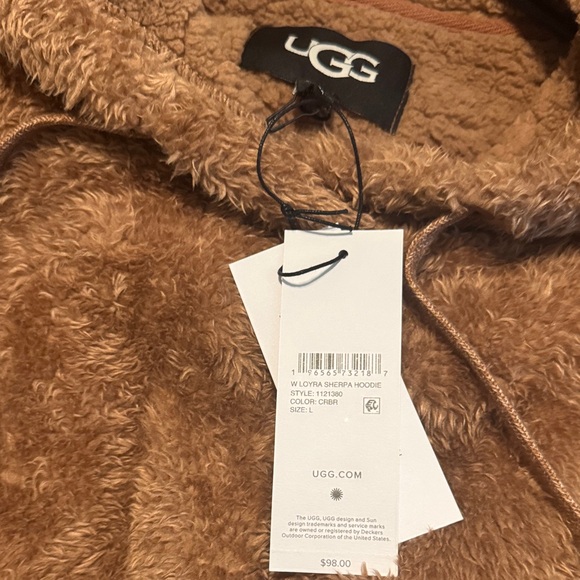 UGG
1 96565 73218 7
W LOYRA SHERPA HOODIE
STYLE: 1121380
COLOR: CRBR
SIZE: L
UGG.COM
The UGG, UGG design and Sun
design trademarks and service marks
are owned or registered by Deckers
Outdoor Corporation of the United States.
$98.00